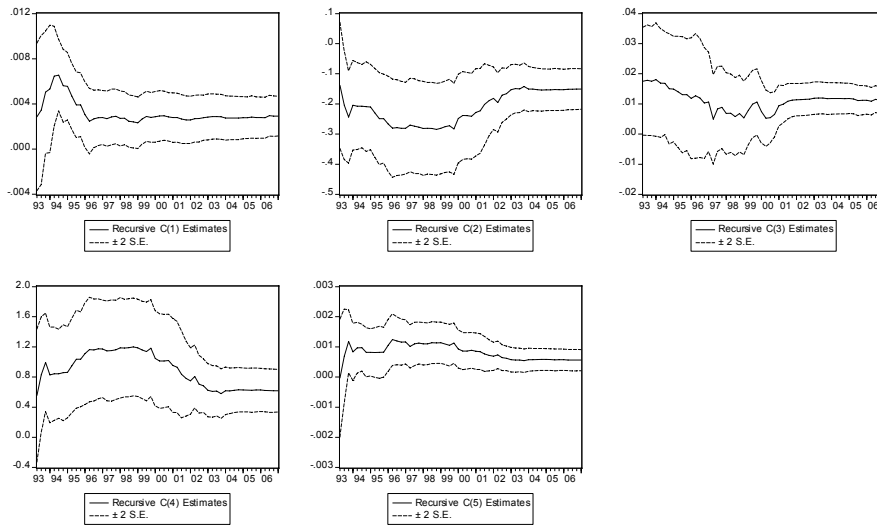 .012
.008
.004
.000
-.004
93 94 95 96 97 98 99 00 01 02 03 04 05 06
Recursive C(1) Estimates
± 2 S.E.
.1
.0
-.1
-.2
-.3
-.4
-.5
93 94 95 96 97 98 99 00 01 02 03 04 05 06
Recursive C(2) Estimates
± 2 S.E.
.04
.03
.02
.01
.00
-.01
-.02
93 94 95 96 97 98 99 00 01 02 03 04 05 06
Recursive C(3) Estimates
± 2 S.E.
2.0
1.6
1.2
0.8
0.4
0.0
-0.4
93 94 95 96 97 98 99 00 01 02 03 04 05 06
Recursive C(4) Estimates
± 2 S.E.
.003
.002
.001
.000
-.001
-.002
-.003
93 94 95 96 97 98 99 00 01 02 03 04 05 06
Recursive C(5) Estimates
± 2 S.E.